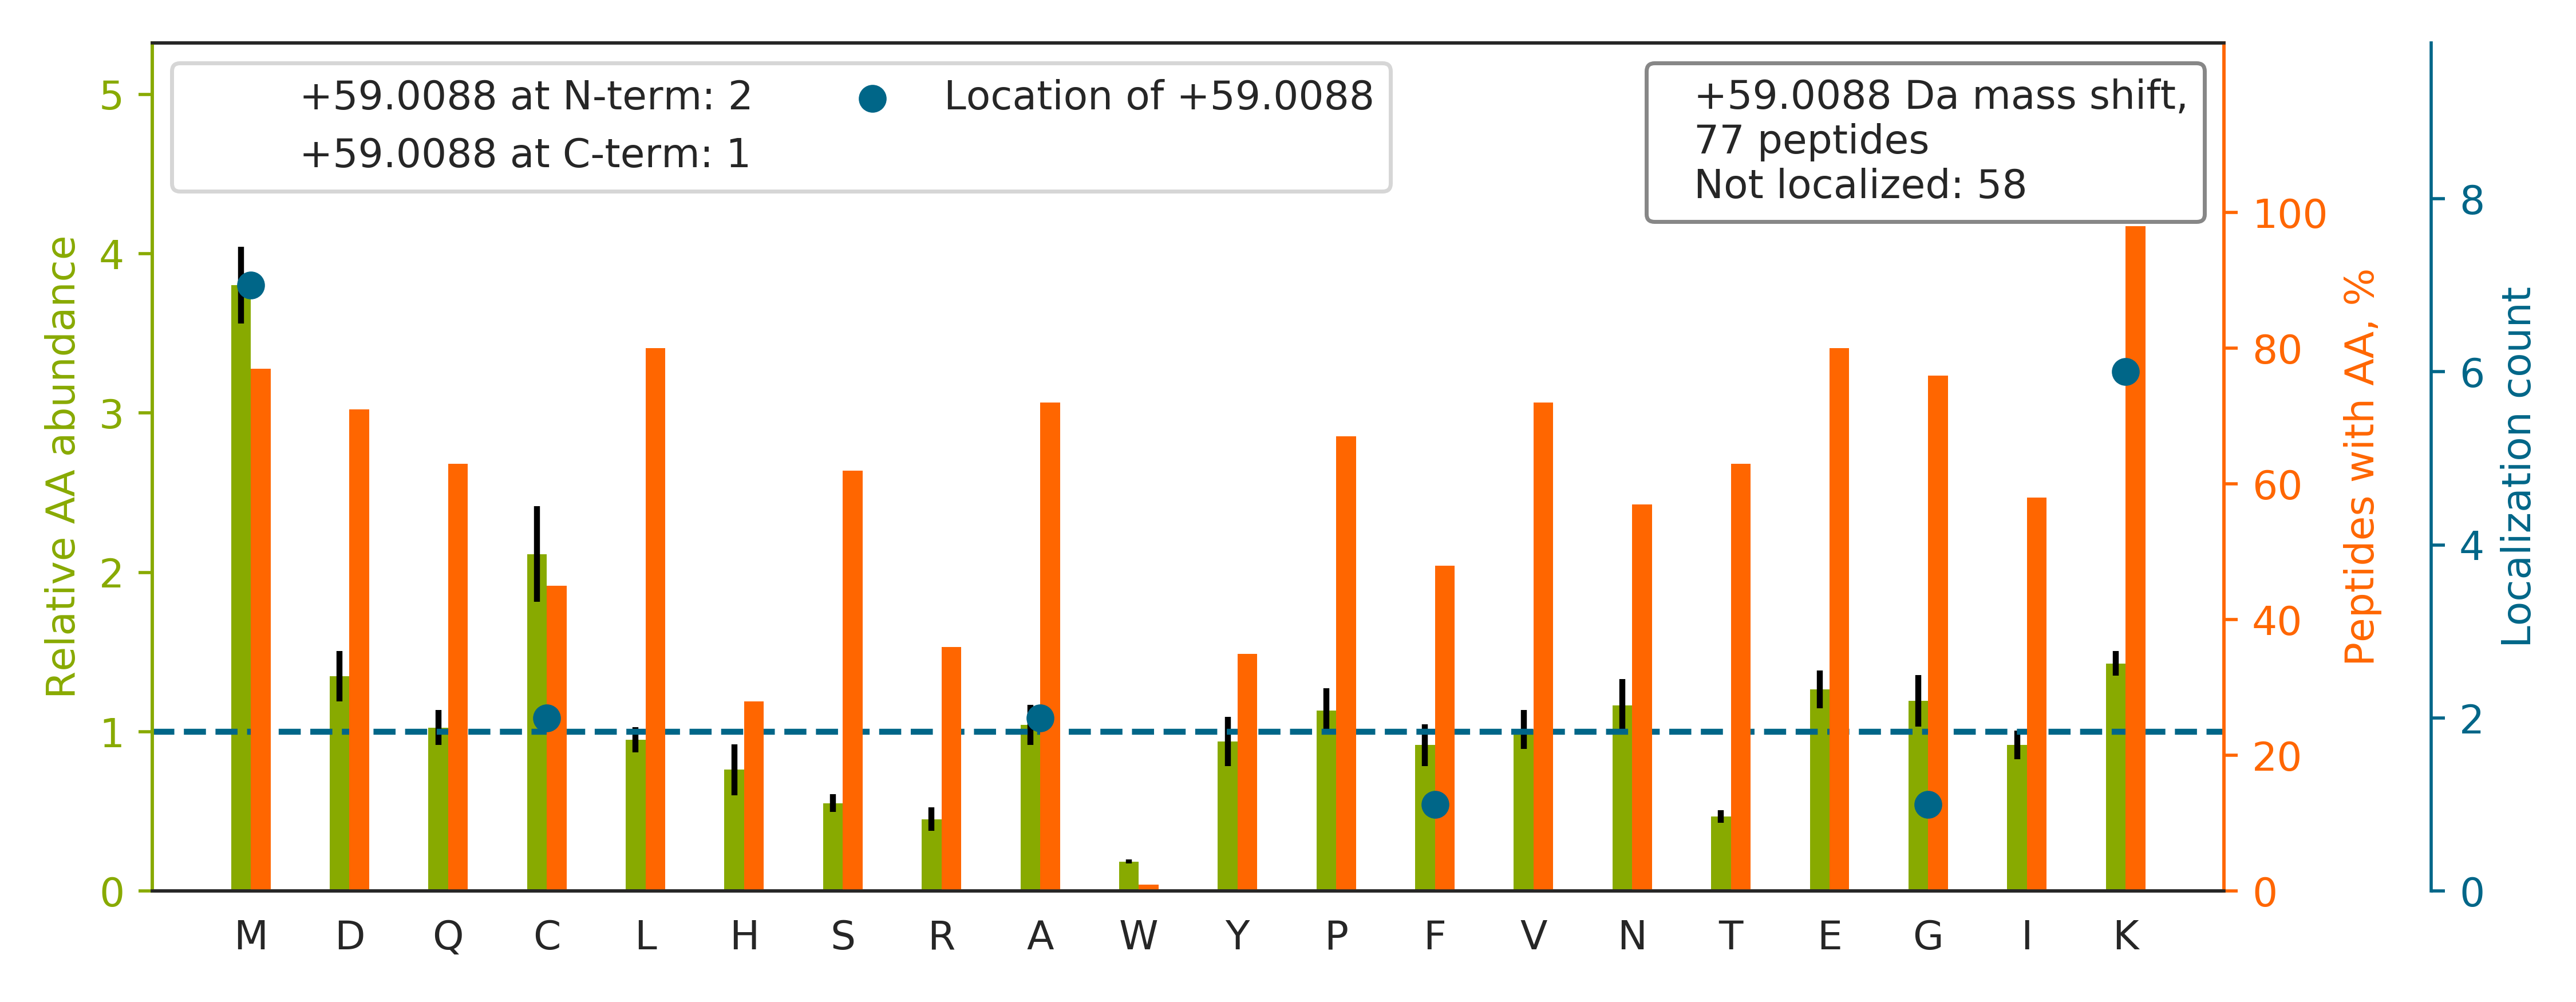 +59.0088 at N-term: 2
+59.0088 at C-term: 1
Location of +59.0088
+59.0088 Da mass shift,
77 peptides
Not localized: 58
Relative AA abundance
5
4
3
2
1
0
M D Q C L H S R A W Y P F V N T E G I K
100
80
60
40
20
0
Peptides with AA, %
8
6
4
2
0
Localization count